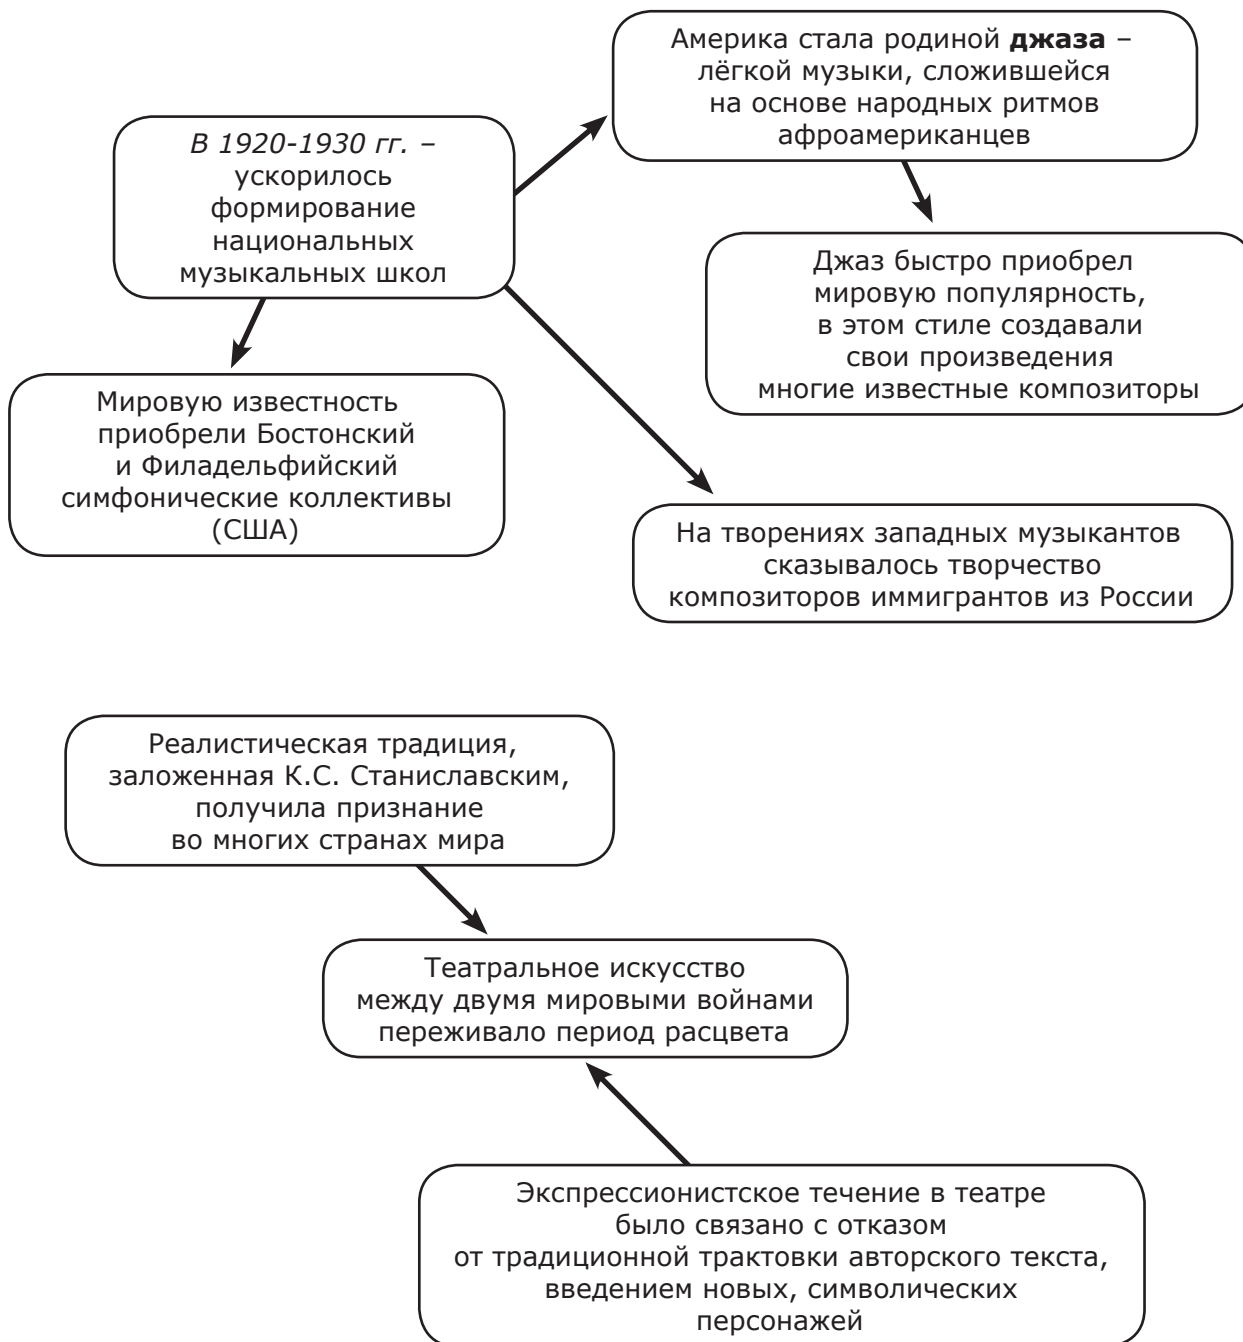 Америка стала родиной джаза –
лёгкой музыки, сложившейся
на основе народных ритмов
афроамериканцев
В 1920-1930 гг. –
ускорилось
формирование
национальных
музыкальных школ
Джаз быстро приобрел
мировую популярность,
в этом стиле создавали
свои произведения
многие известные композиторы
Мировую известность
приобрели Бостонский
и Филадельфийский
симфонические коллективы
(США)
На творениях западных музыкантов
сказывалось творчество
композиторов иммигрантов из России
Реалистическая традиция,
заложенная К.С. Станиславским,
получила признание
во многих странах мира
Театральное искусство
между двумя мировыми войнами
переживало период расцвета
Экспрессионистское течение в театре
было связано с отказом
от традиционной трактовки авторского текста,
введением новых, символических
персонажей